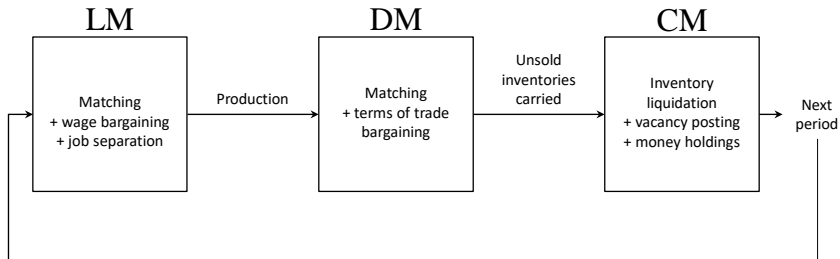 LM
DM
CM
Matching
+ wage bargaining
+ job separation
Production
Matching
+ terms of trade
bargaining
Unsold
inventories
carried
Inventory
liquidation
+ vacancy posting
+ money holdings
Next
period